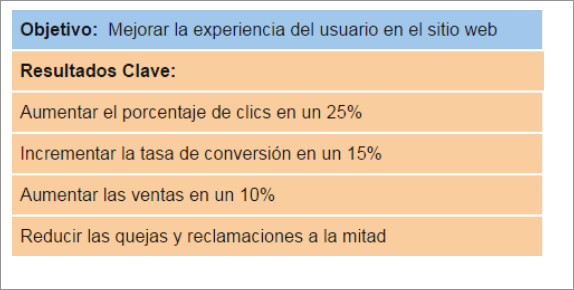 Objetivo: Mejorar la experiencia del usuario en el sitio web
Resultados Clave:
Aumentar el porcentaje de clics en un 25%
Incrementar la tasa de conversión en un 15%
Aumentar las ventas en un 10%
Reducir las quejas y reclamaciones a la mitad